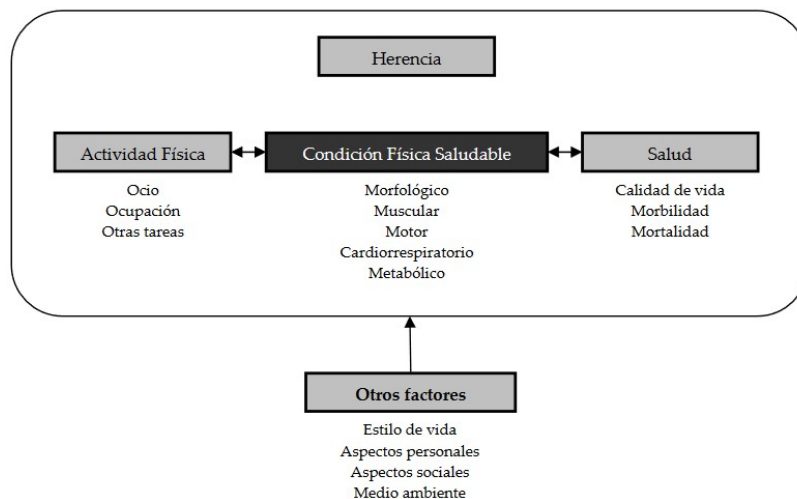 Herencia
Actividad Física
Condición Física Saludable
Salud
Ocio
Ocupación
Otras tareas
Morfológico
Muscular
Motor
Cardiorrespiratorio
Metabólico
Calidad de vida
Morbilidad
Mortalidad
Otros factores
Estilo de vida
Aspectos personales
Aspectos sociales
Medio ambiente